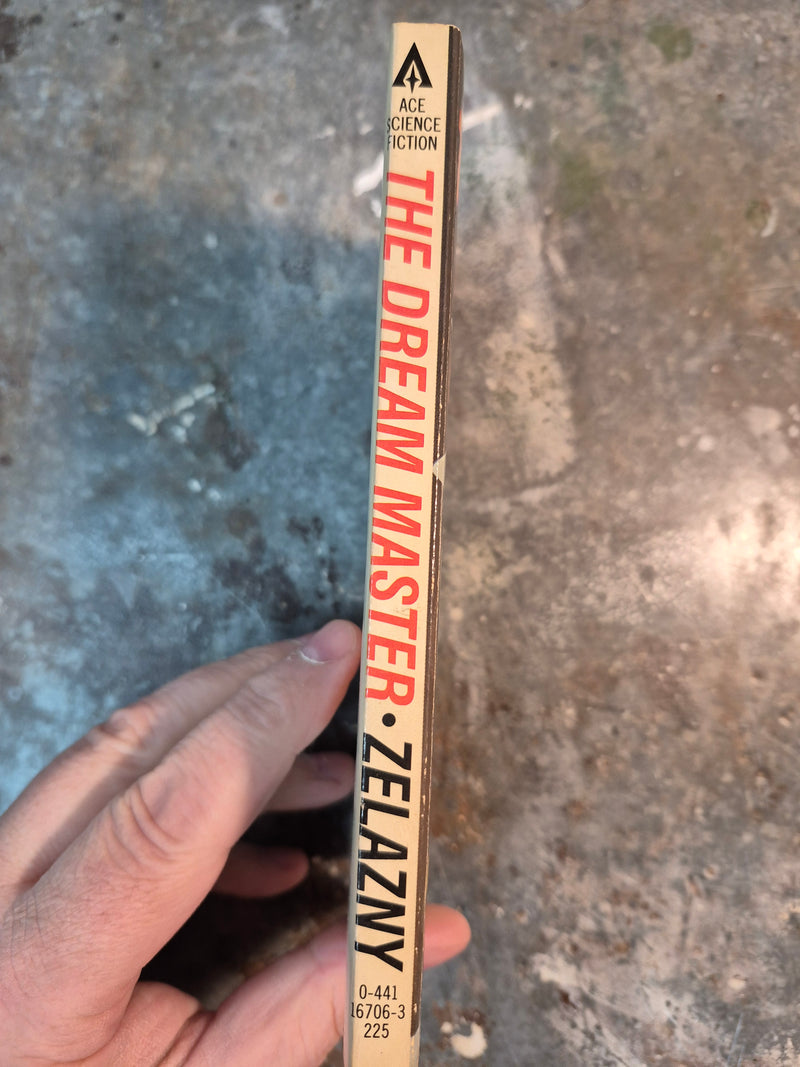 ACE
SCIENCE
FICTION
THE DREAM MASTER • ZELAZNY
0-441
16706-3
225